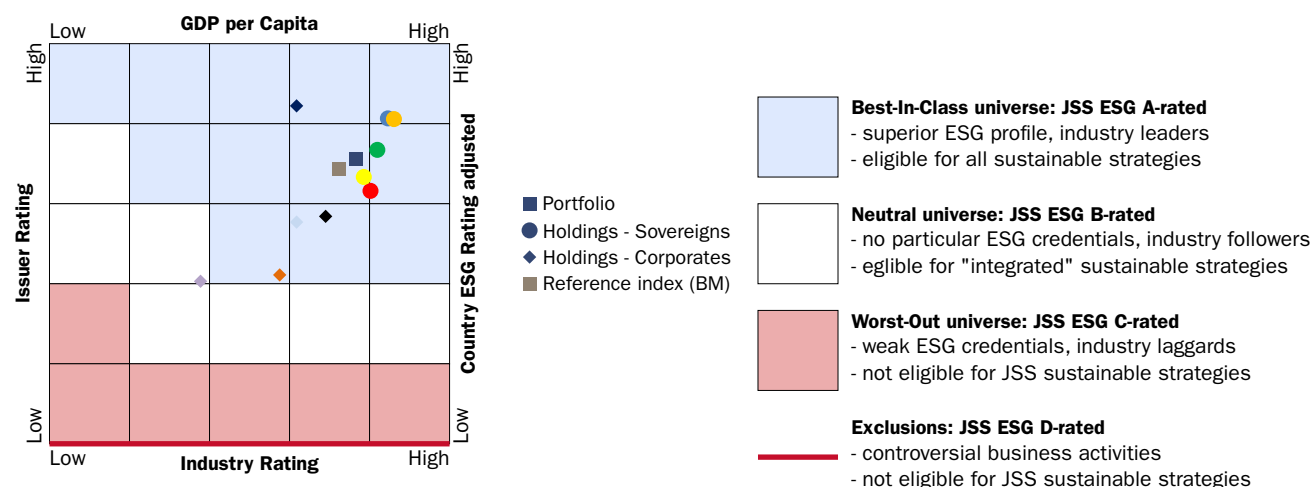 GDP per Capita
Low
High
High
High
Issuer Rating
Country ESG Rating adjusted
Low
Low
Low
High
Industry Rating
Portfolio
Holdings - Sovereigns
Holdings - Corporates
Reference index (BM)
Best-In-Class universe: JSS ESG A-rated
- superior ESG profile, industry leaders
- eligible for all sustainable strategies
Neutral universe: JSS ESG B-rated
- no particular ESG credentials, industry followers
- eglible for "integrated" sustainable strategies
Worst-Out universe: JSS ESG C-rated
- weak ESG credentials, industry laggards
- not eligible for JSS sustainable strategies
Exclusions: JSS ESG D-rated
- controversial business activities
- not eligible for JSS sustainable strategies